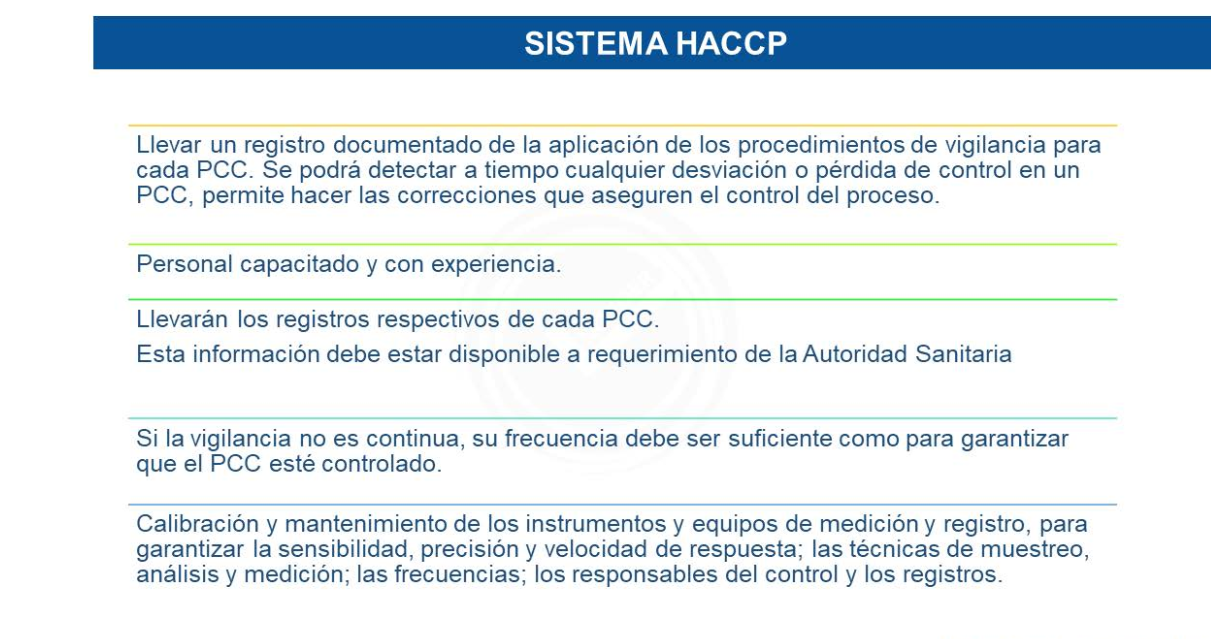 SISTEMA HACCP
Llevar un registro documentado de la aplicación de los procedimientos de vigilancia para
cada PCC. Se podrá detectar a tiempo cualquier desviación o pérdida de control en un
PCC, permite hacer las correcciones que aseguren el control del proceso.
Personal capacitado y con experiencia.
Llevarán los registros respectivos de cada PCC.
Esta información debe estar disponible a requerimiento de la Autoridad Sanitaria
Si la vigilancia no es continua, su frecuencia debe ser suficiente como para garantizar
que el PCC esté controlado.
Calibración y mantenimiento de los instrumentos y equipos de medición y registro, para
garantizar la sensibilidad, precisión y velocidad de respuesta; las técnicas de muestreo,
análisis y medición; las frecuencias; los responsables del control y los registros.